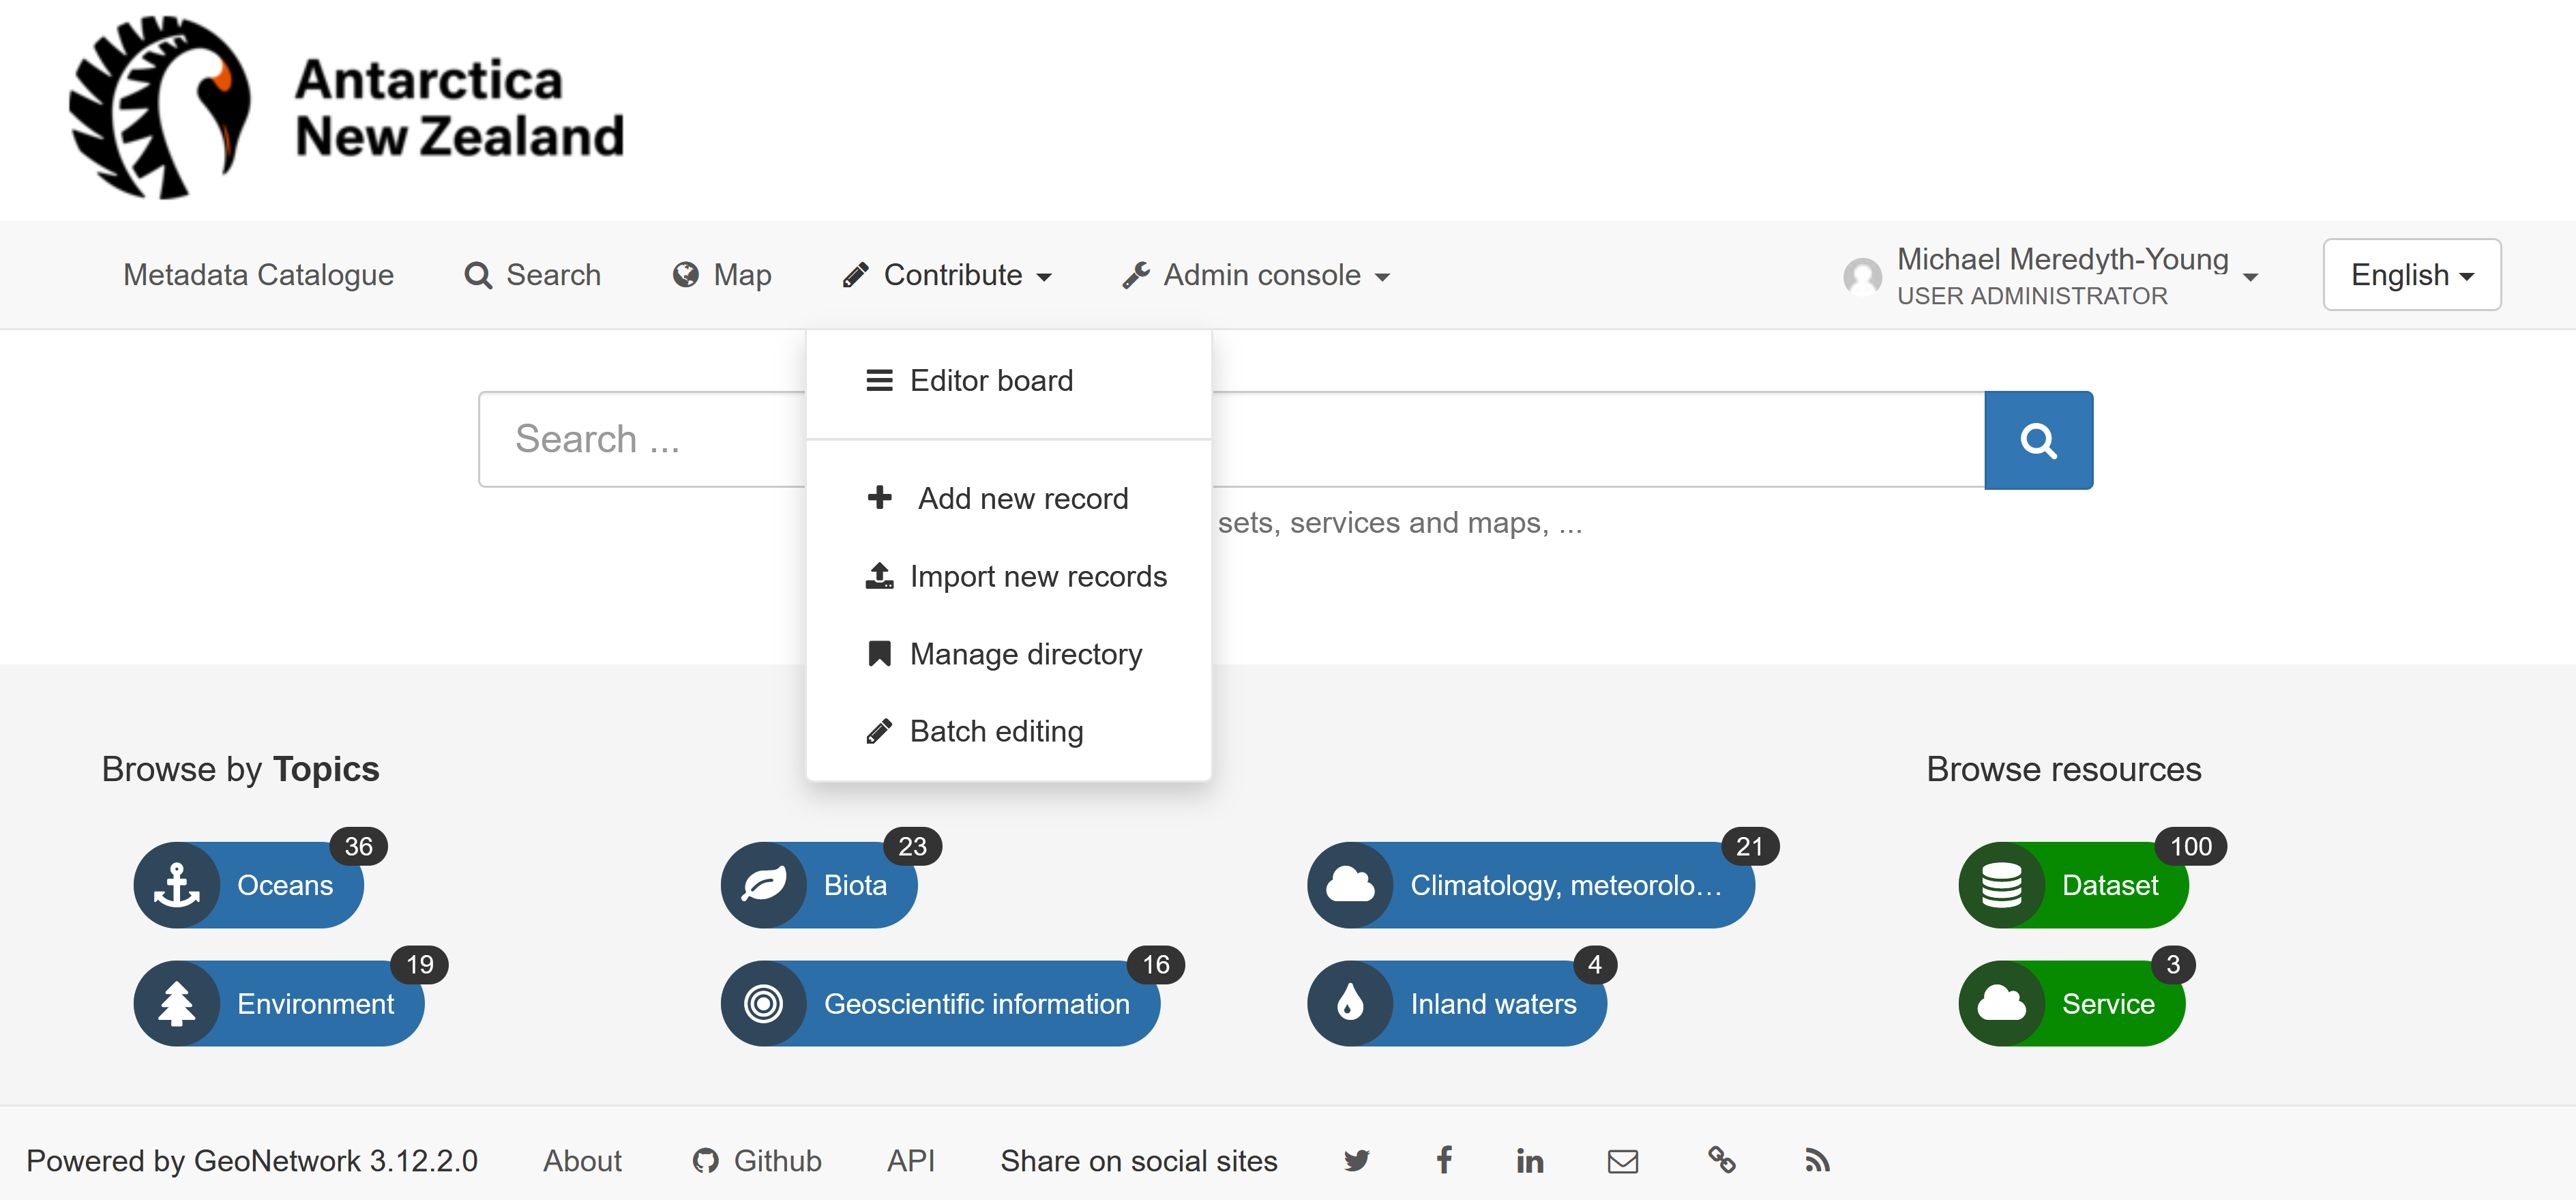 Antarctica
New Zealand
Metadata Catalogue
Search
Map
Contribute
Admin console
Michael Meredyth-Young
USER ADMINISTRATOR
English
Editor board
Search ...
Add new record
sets, services and maps, ...
Import new records
Manage directory
Batch editing
Browse by Topics
Browse resources
36
Oceans
23
Biota
21
Climatology, meteorolo...
100
Dataset
19
Environment
16
Geoscientific information
4
Inland waters
3
Service
Powered by GeoNetwork 3.12.2.0
About
Github
API
Share on social sites